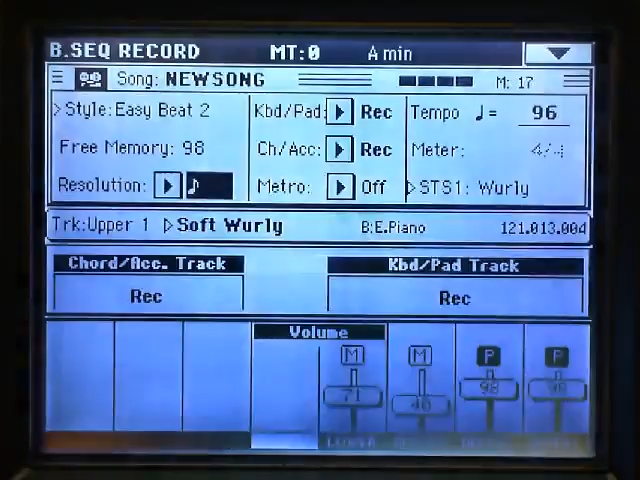 B.SEQ RECORD MT:0 A min
Song: NEWSONG M: 17
Style:Easy Beat 2 Kbd/Pad: Rec Tempo ♩= 96
Free Memory: 98 Ch/Acc: Rec Meter: 4/4
Resolution: ♪ Metro: Off STS1: Wurly
Trk:Upper 1 Soft Wurly B:E.Piano 121.013.004
Chord/Acc. Track Kbd/Pad Track
Rec Rec
Volume
M M P P
71 40 98 98
LOWER